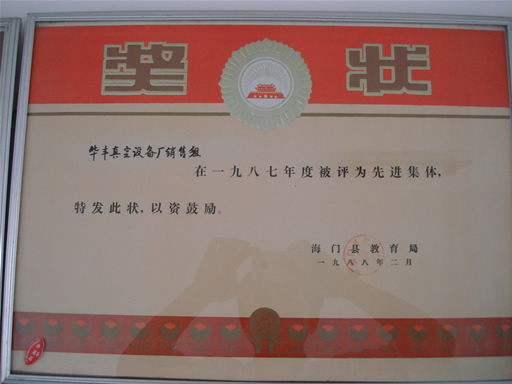 奖状
华丰真空设备厂销售组
在一九八七年度被评为先进集体,
特发此状,以资鼓励。
海门县教育局
一九八八年二月